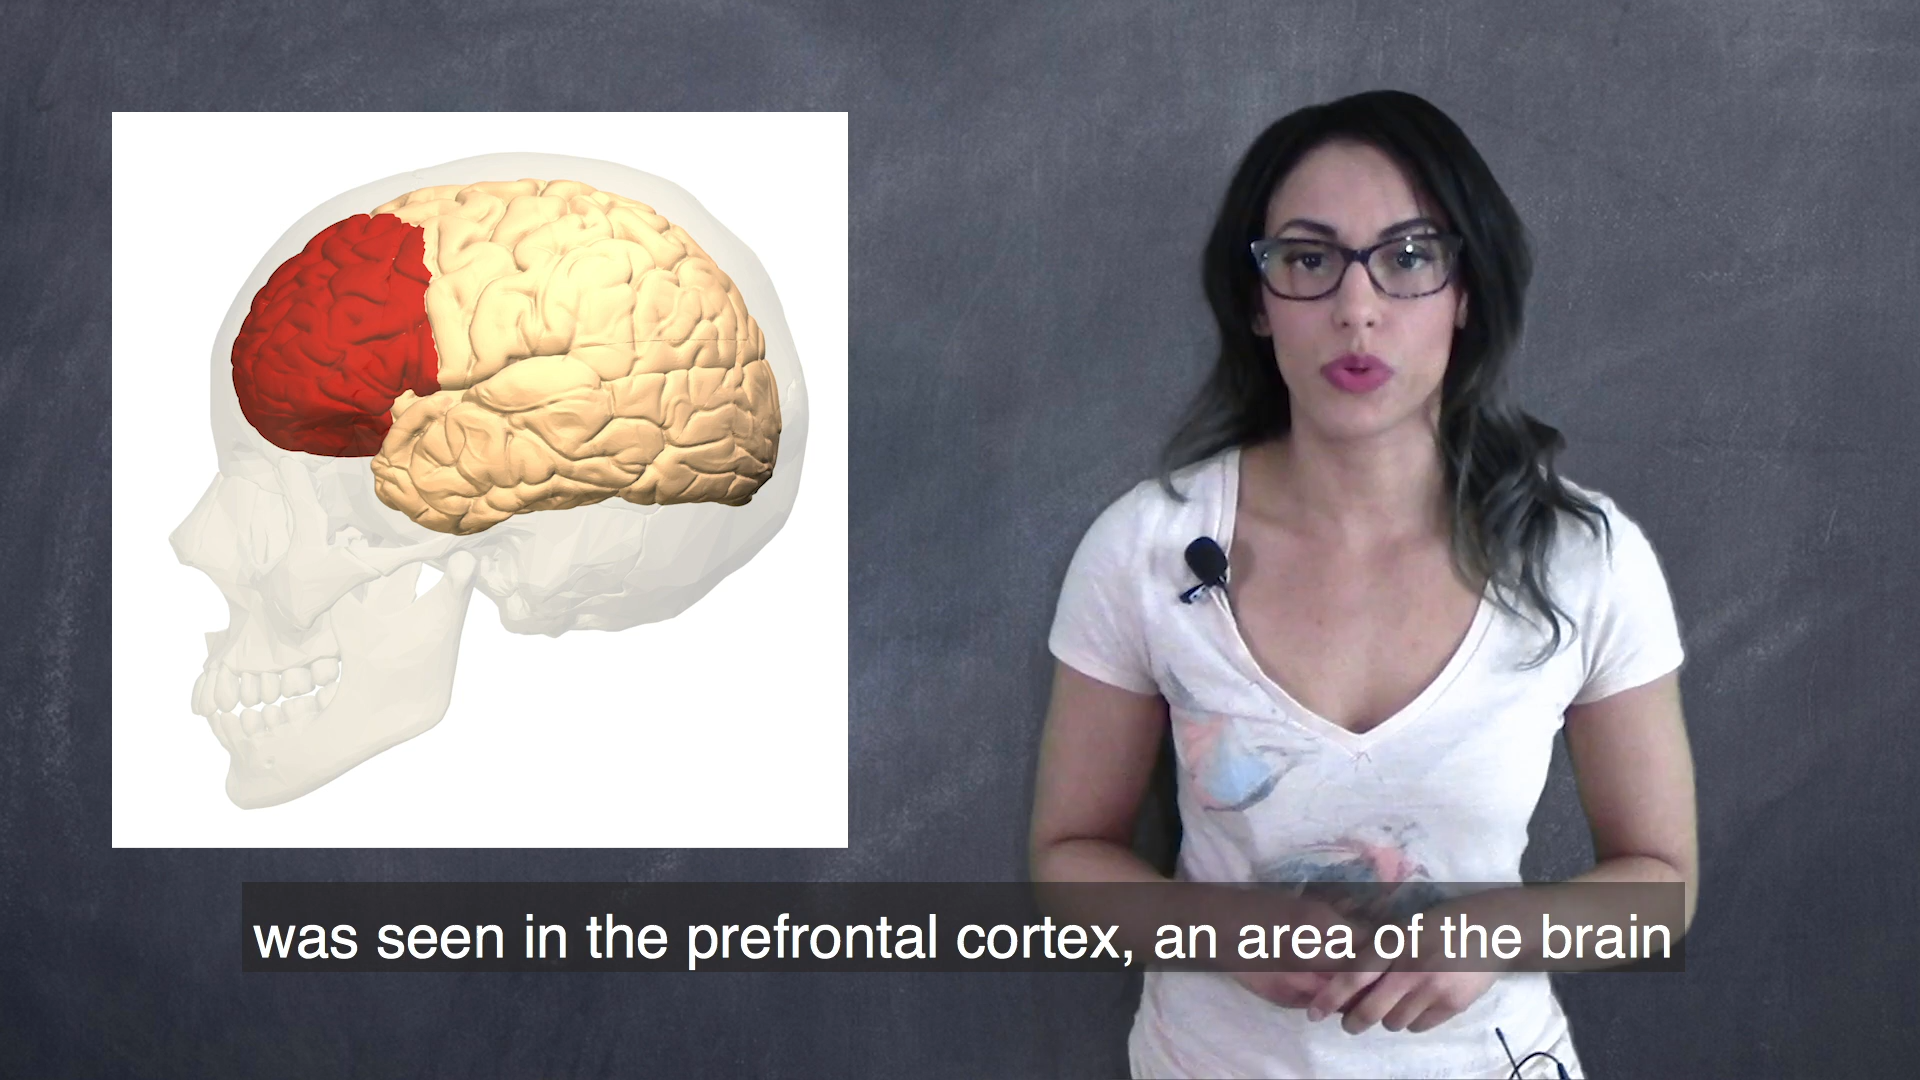 was seen in the prefrontal cortex, an area of the brain